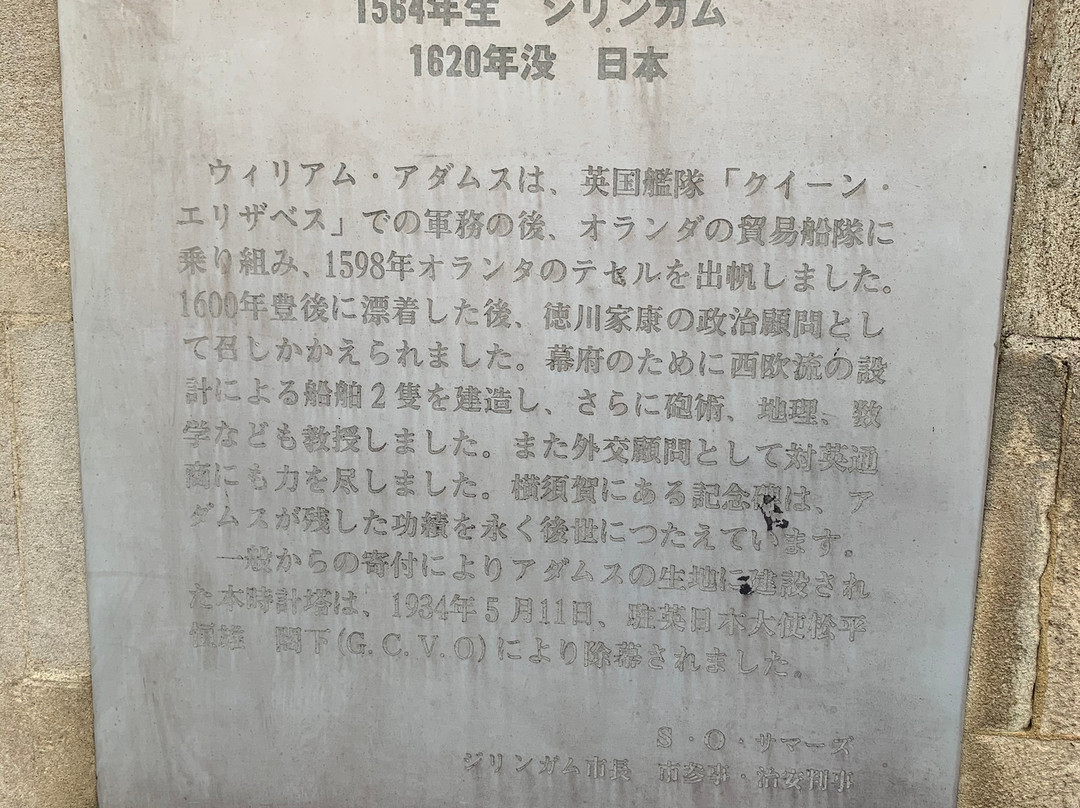 1564年生　ジリンガム
1620年没　日本
ウィリアム・アダムスは、英国艦隊「クイーン・
エリザベス」での軍務の後、オランダの貿易船隊に
乗り組み、1598年オランダのテセルを出帆しました。
1600年豊後に漂着した後、徳川家康の政治顧問とし
て召しかかえられました。幕府のために西欧流の設
計による船舶2隻を建造し、さらに砲術、地理、数
学なども教授しました。また外交顧問として対英通
商にも力を尽しました。横須賀にある記念碑は、ア
ダムスが残した功績を永く後世につたえています。
一般からの寄付によりアダムスの生地に建設され
た本時計塔は、1934年5月11日、駐英日本大使松平
恒雄　閣下(G.C.V.O)により除幕されました。
S・O・サマーズ
ジリンガム市長　市参事・治安判事